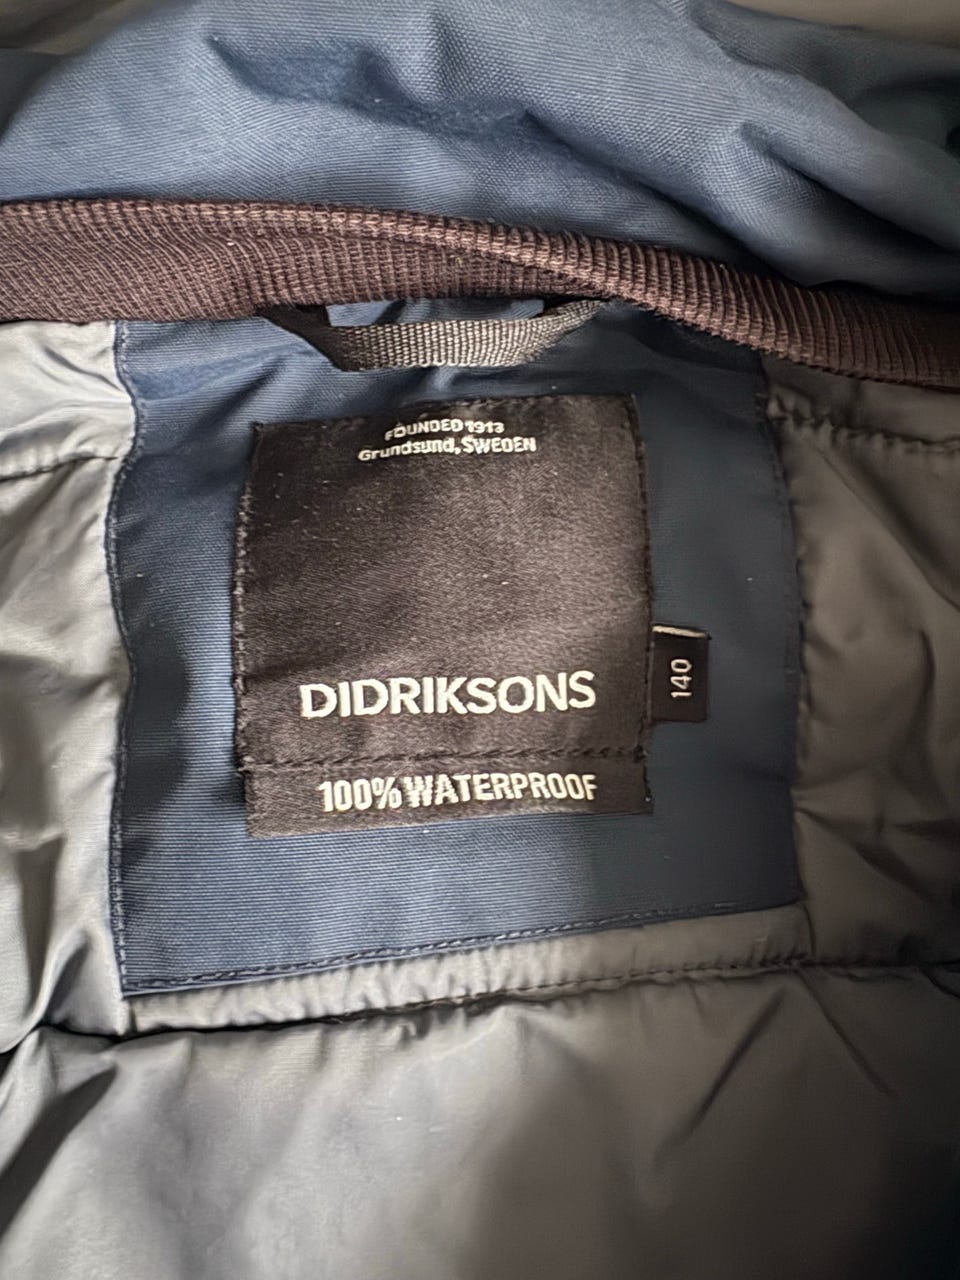 FOUNDED 1913
Grundsund, SWEDEN
DIDRIKSONS
140
100% WATERPROOF